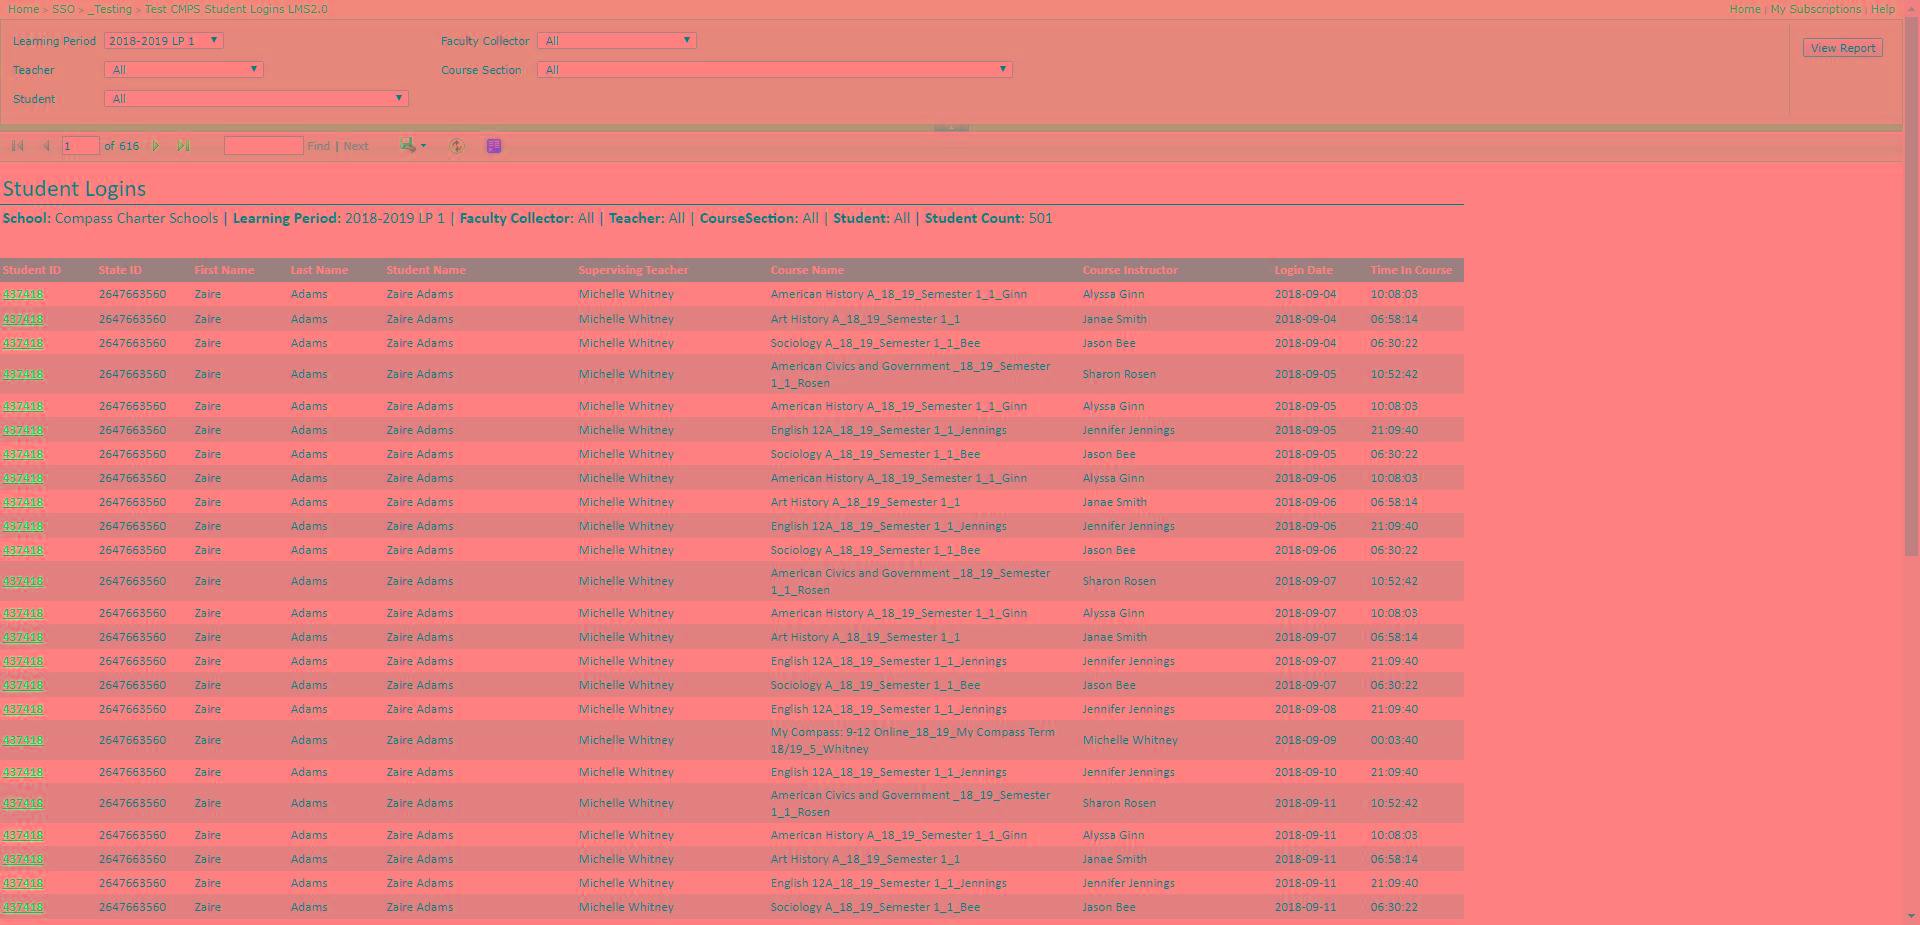 Home > SSO > _Testing > Test CMPS Student Logins LMS2.0
Home | My Subscriptions | Help
Learning Period 2018-2019 LP 1 Faculty Collector All
View Report
Teacher All Course Section All
Student All
1 of 616 Find | Next
Student Logins
School: Compass Charter Schools | Learning Period: 2018-2019 LP 1 | Faculty Collector: All | Teacher: All | CourseSection: All | Student: All | Student Count: 501
Student ID State ID First Name Last Name Student Name Supervising Teacher Course Name Course Instructor Login Date Time In Course
437418 2647663560 Zaire Adams Zaire Adams Michelle Whitney American History A_18_19_Semester 1_1_Ginn Alyssa Ginn 2018-09-04 10:08:03
437418 2647663560 Zaire Adams Zaire Adams Michelle Whitney Art History A_18_19_Semester 1_1 Janae Smith 2018-09-04 06:58:14
437418 2647663560 Zaire Adams Zaire Adams Michelle Whitney Sociology A_18_19_Semester 1_1_Bee Jason Bee 2018-09-04 06:30:22
437418 2647663560 Zaire Adams Zaire Adams Michelle Whitney American Civics and Government _18_19_Semester
1_1_Rosen Sharon Rosen 2018-09-05 10:52:42
437418 2647663560 Zaire Adams Zaire Adams Michelle Whitney American History A_18_19_Semester 1_1_Ginn Alyssa Ginn 2018-09-05 10:08:03
437418 2647663560 Zaire Adams Zaire Adams Michelle Whitney English 12A_18_19_Semester 1_1_Jennings Jennifer Jennings 2018-09-05 21:09:40
437418 2647663560 Zaire Adams Zaire Adams Michelle Whitney Sociology A_18_19_Semester 1_1_Bee Jason Bee 2018-09-05 06:30:22
437418 2647663560 Zaire Adams Zaire Adams Michelle Whitney American History A_18_19_Semester 1_1_Ginn Alyssa Ginn 2018-09-06 10:08:03
437418 2647663560 Zaire Adams Zaire Adams Michelle Whitney Art History A_18_19_Semester 1_1 Janae Smith 2018-09-06 06:58:14
437418 2647663560 Zaire Adams Zaire Adams Michelle Whitney English 12A_18_19_Semester 1_1_Jennings Jennifer Jennings 2018-09-06 21:09:40
437418 2647663560 Zaire Adams Zaire Adams Michelle Whitney Sociology A_18_19_Semester 1_1_Bee Jason Bee 2018-09-06 06:30:22
437418 2647663560 Zaire Adams Zaire Adams Michelle Whitney American Civics and Government _18_19_Semester
1_1_Rosen Sharon Rosen 2018-09-07 10:52:42
437418 2647663560 Zaire Adams Zaire Adams Michelle Whitney American History A_18_19_Semester 1_1_Ginn Alyssa Ginn 2018-09-07 10:08:03
437418 2647663560 Zaire Adams Zaire Adams Michelle Whitney Art History A_18_19_Semester 1_1 Janae Smith 2018-09-07 06:58:14
437418 2647663560 Zaire Adams Zaire Adams Michelle Whitney English 12A_18_19_Semester 1_1_Jennings Jennifer Jennings 2018-09-07 21:09:40
437418 2647663560 Zaire Adams Zaire Adams Michelle Whitney Sociology A_18_19_Semester 1_1_Bee Jason Bee 2018-09-07 06:30:22
437418 2647663560 Zaire Adams Zaire Adams Michelle Whitney English 12A_18_19_Semester 1_1_Jennings Jennifer Jennings 2018-09-08 21:09:40
437418 2647663560 Zaire Adams Zaire Adams Michelle Whitney My Compass: 9-12 Online_18_19_My Compass Term
18/19_5_Whitney Michelle Whitney 2018-09-09 00:03:40
437418 2647663560 Zaire Adams Zaire Adams Michelle Whitney English 12A_18_19_Semester 1_1_Jennings Jennifer Jennings 2018-09-10 21:09:40
437418 2647663560 Zaire Adams Zaire Adams Michelle Whitney American Civics and Government _18_19_Semester
1_1_Rosen Sharon Rosen 2018-09-11 10:52:42
437418 2647663560 Zaire Adams Zaire Adams Michelle Whitney American History A_18_19_Semester 1_1_Ginn Alyssa Ginn 2018-09-11 10:08:03
437418 2647663560 Zaire Adams Zaire Adams Michelle Whitney Art History A_18_19_Semester 1_1 Janae Smith 2018-09-11 06:58:14
437418 2647663560 Zaire Adams Zaire Adams Michelle Whitney English 12A_18_19_Semester 1_1_Jennings Jennifer Jennings 2018-09-11 21:09:40
437418 2647663560 Zaire Adams Zaire Adams Michelle Whitney Sociology A_18_19_Semester 1_1_Bee Jason Bee 2018-09-11 06:30:22